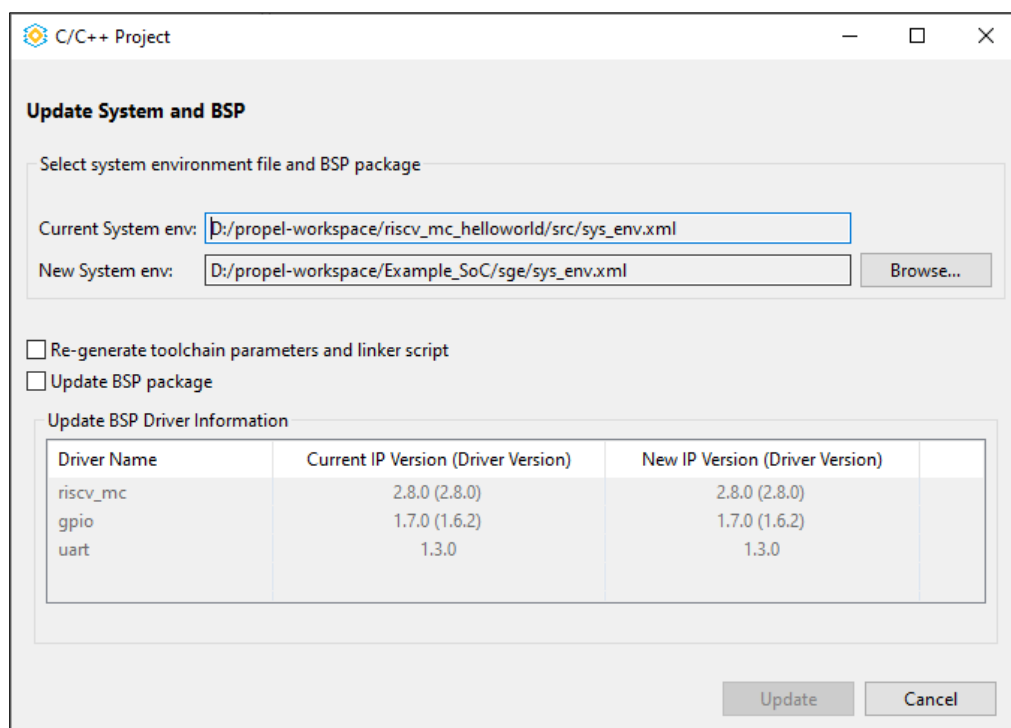 C/C++ Project
Update System and BSP
Select system environment file and BSP package
Current System env: D:/propel-workspace/riscv_mc_helloworld/src/sys_env.xml
New System env: D:/propel-workspace/Example_SoC/sge/sys_env.xml Browse...
Re-generate toolchain parameters and linker script
Update BSP package
Update BSP Driver Information
Driver Name Current IP Version (Driver Version) New IP Version (Driver Version)
riscv_mc 2.8.0 (2.8.0) 2.8.0 (2.8.0)
gpio 1.7.0 (1.6.2) 1.7.0 (1.6.2)
uart 1.3.0 1.3.0
Update Cancel